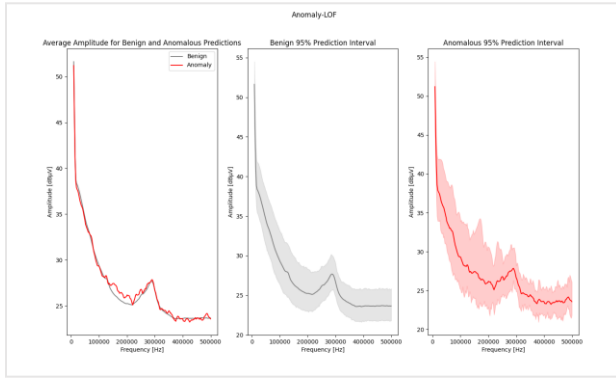 Anomaly-LOF
Average Amplitude for Benign and Anomalous Predictions
Benign
Anomaly
Amplitude [dBµV]
50
45
40
35
30
25
0 100000 200000 300000 400000 500000
Frequency [Hz]
Benign 95% Prediction Interval
Amplitude [dBµV]
55
50
45
40
35
30
25
20
0 100000 200000 300000 400000 500000
Frequency [Hz]
Anomalous 95% Prediction Interval
Amplitude [dBµV]
55
50
45
40
35
30
25
20
0 100000 200000 300000 400000 500000
Frequency [Hz]